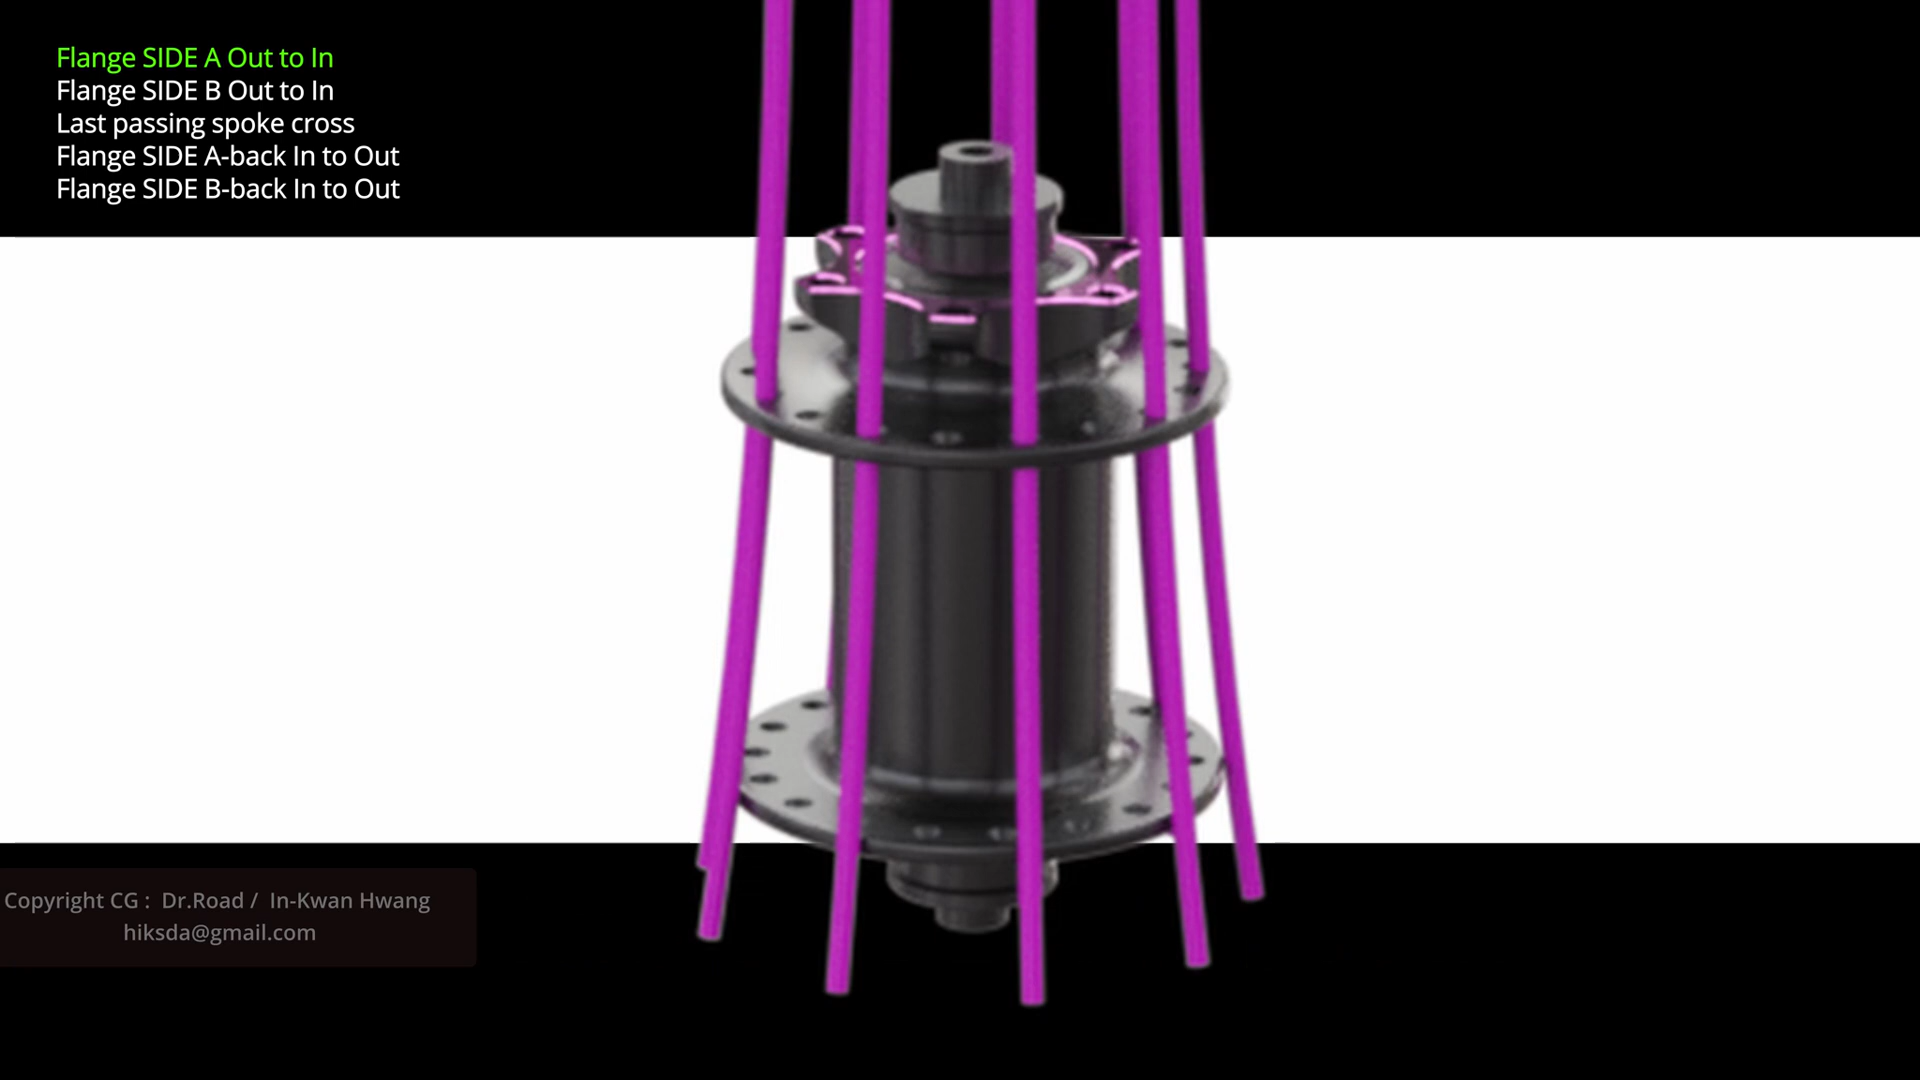 Flange SIDE A Out to In
Flange SIDE B Out to In
Last passing spoke cross
Flange SIDE A-back In to Out
Flange SIDE B-back In to Out
Copyright CG : Dr.Road / In-Kwan Hwang
hiksda@gmail.com